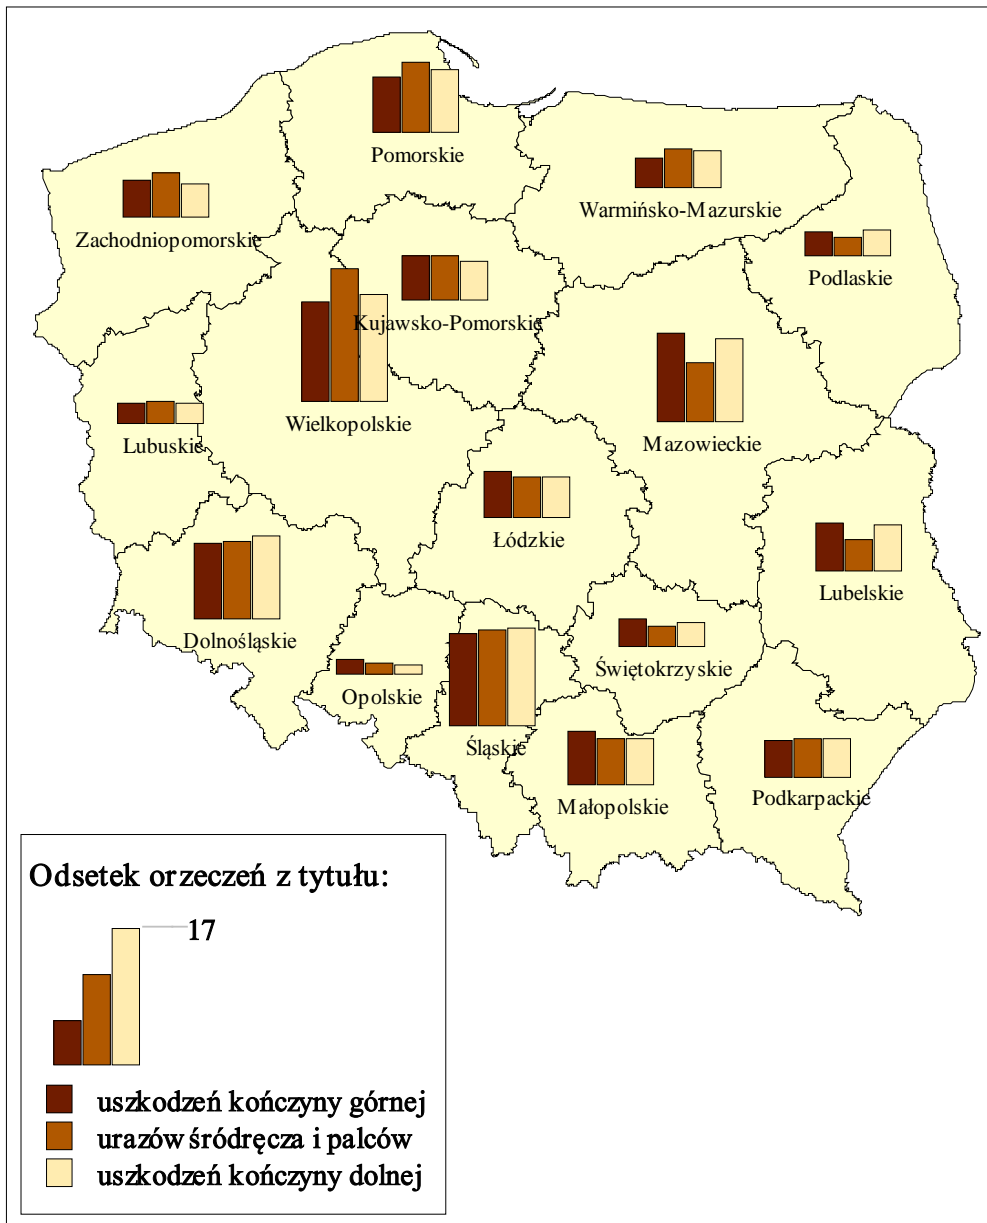 Pomorskie
Warmińsko-Mazurskie
Zachodniopomorskie
Podlaskie
Kujawsko-Pomorskie
Wielkopolskie
Mazowieckie
Lubuskie
Łódzkie
Lubelskie
Dolnośląskie
Świętokrzyskie
Opolskie
Śląskie
Małopolskie
Podkarpackie
Odsetek orzeczeń z tytułu:
17
uszkodzeń kończyny górnej
urazów śródręcza i palców
uszkodzeń kończyny dolnej